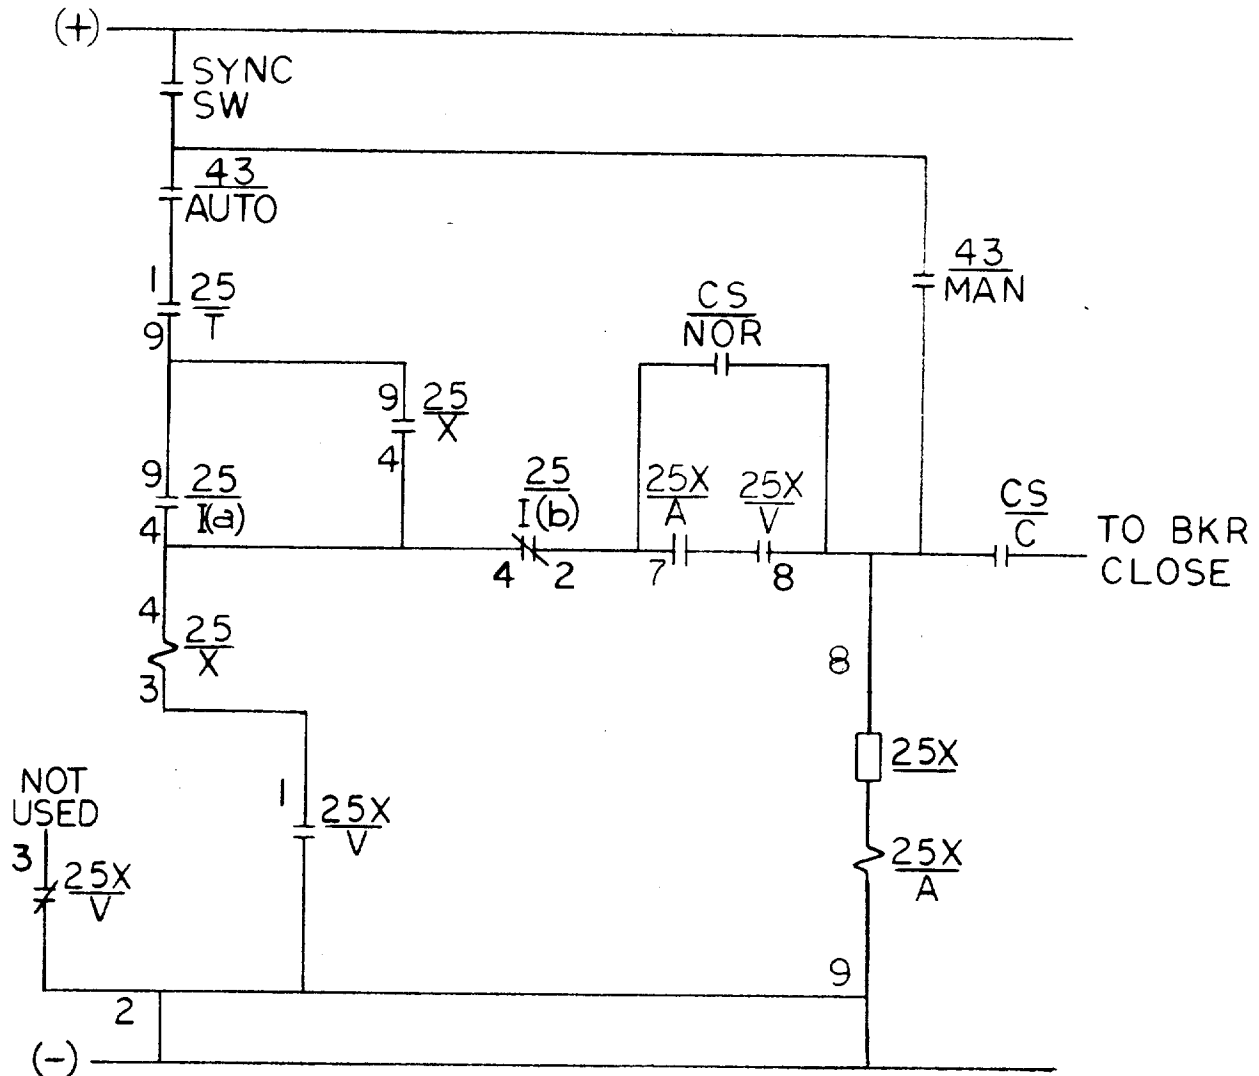 (+)
SYNC
SW
43
AUTO
43
MAN
1
25
T
9
CS
NOR
9
25
X
4
9
25
I(a)
4
25
I(b)
4
2
25X
A
7
25X
V
8
CS
C
TO BKR
CLOSE
4
25
X
3
8
25X
25X
A
9
NOT
USED
3
25X
V
1
25X
V
2
(-)